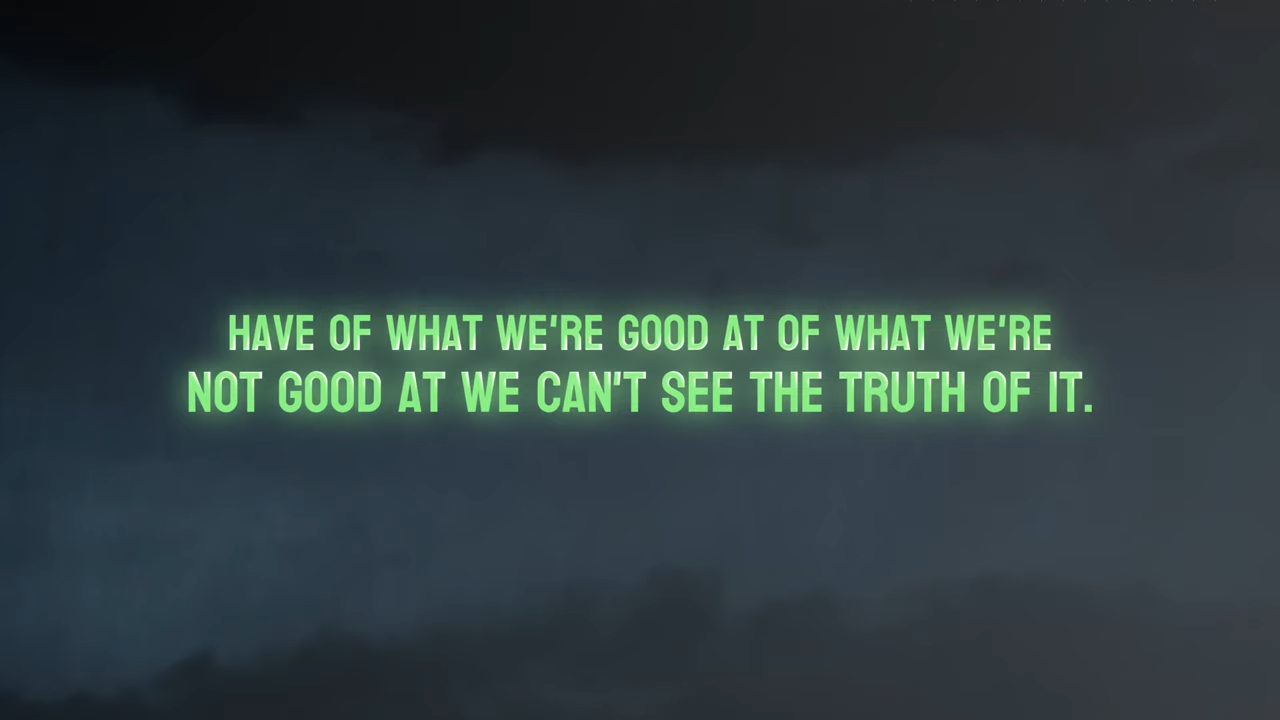 HAVE OF WHAT WE'RE GOOD AT OF WHAT WE'RE
NOT GOOD AT WE CAN'T SEE THE TRUTH OF IT.